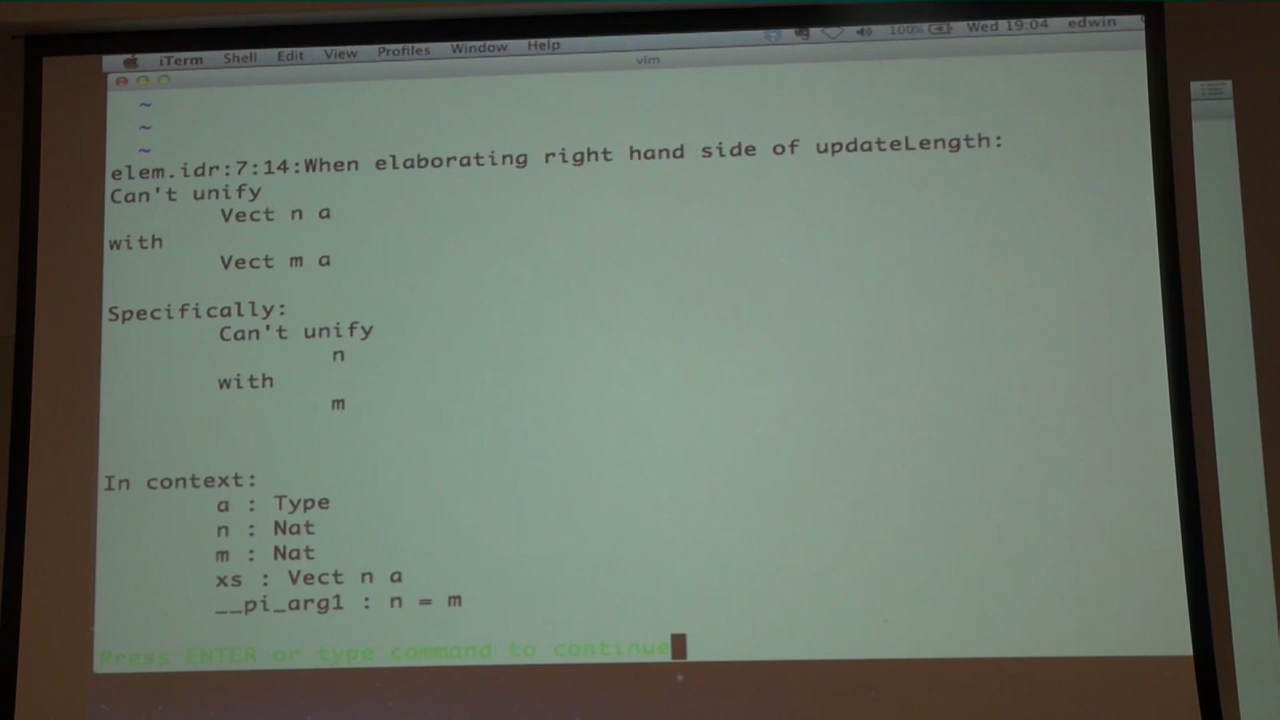 iTerm Shell Edit View Profiles Window Help 100% Wed 19:04 edwin
vim
~
~
~
elem.idr:7:14:When elaborating right hand side of updateLength:
Can't unify
Vect n a
with
Vect m a
Specifically:
Can't unify
n
with
m
In context:
a : Type
n : Nat
m : Nat
xs : Vect n a
__pi_arg1 : n = m
Press ENTER or type command to continue